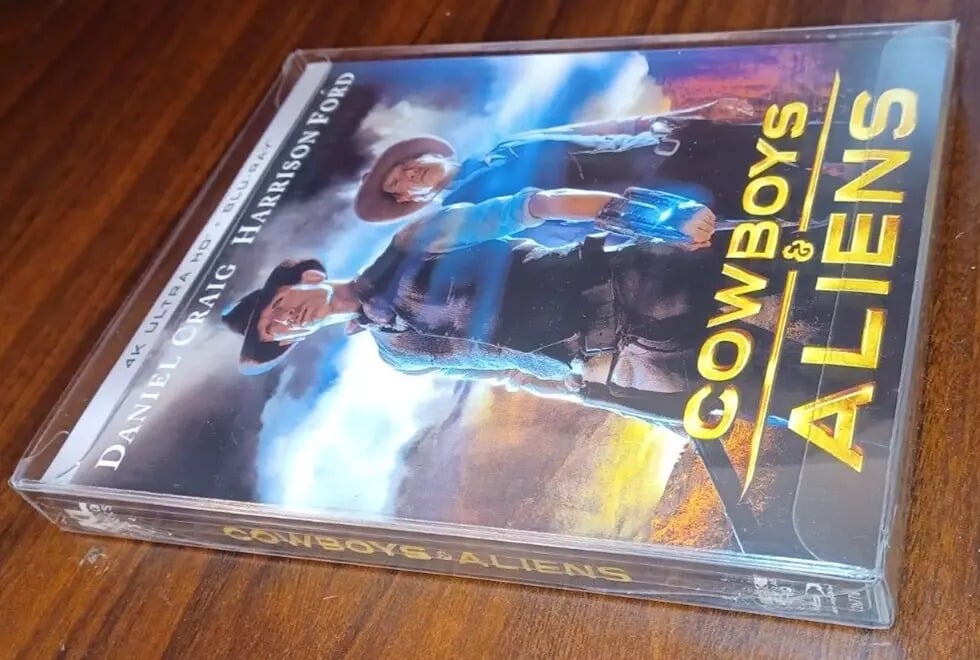 4K ULTRA HD · BLU-RAY
DANIEL CRAIG HARRISON FORD
COWBOYS
&
ALIENS
COWBOYS & ALIENS